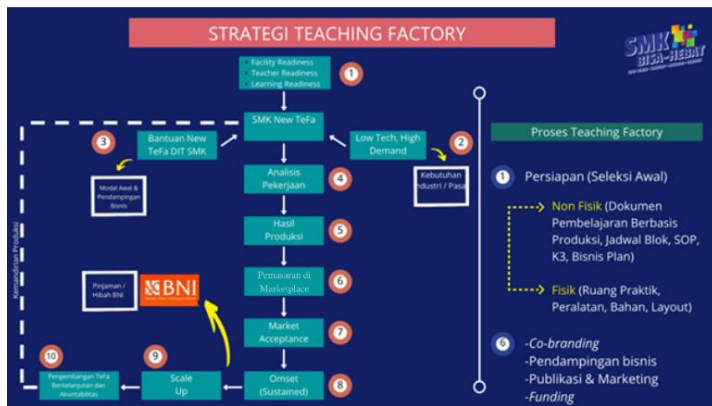 STRATEGI TEACHING FACTORY
SMK
BISA-HEBAT
• Facility Readiness
• Teacher Readiness
• Learning Readiness
1
SMK New TeFa
3
Bantuan New
TeFa DIT SMK
Low Tech, High
Demand
2
Modal Awal &
Pendampingan
Bisnis
Kebutuhan
Industri / Pasa
Analisis
Pekerjaan
4
Hasil
Produksi
5
Pemasaran di
Marketplace
6
Pinjaman /
Hibah BNI
BNI
Market
Acceptance
7
10
Pengembangan TeFa
Berkelanjutan dan
Akuntabilitas
9
Scale
Up
Omset
(Sustained)
8
Kemandirian Produksi
Proses Teaching Factory
1
Persiapan (Seleksi Awal)
Non Fisik (Dokumen
Pembelajaran Berbasis
Produksi, Jadwal Blok, SOP,
K3, Bisnis Plan)
Fisik (Ruang Praktik,
Peralatan, Bahan, Layout)
6
-Co-branding
-Pendampingan bisnis
-Publikasi & Marketing
-Funding